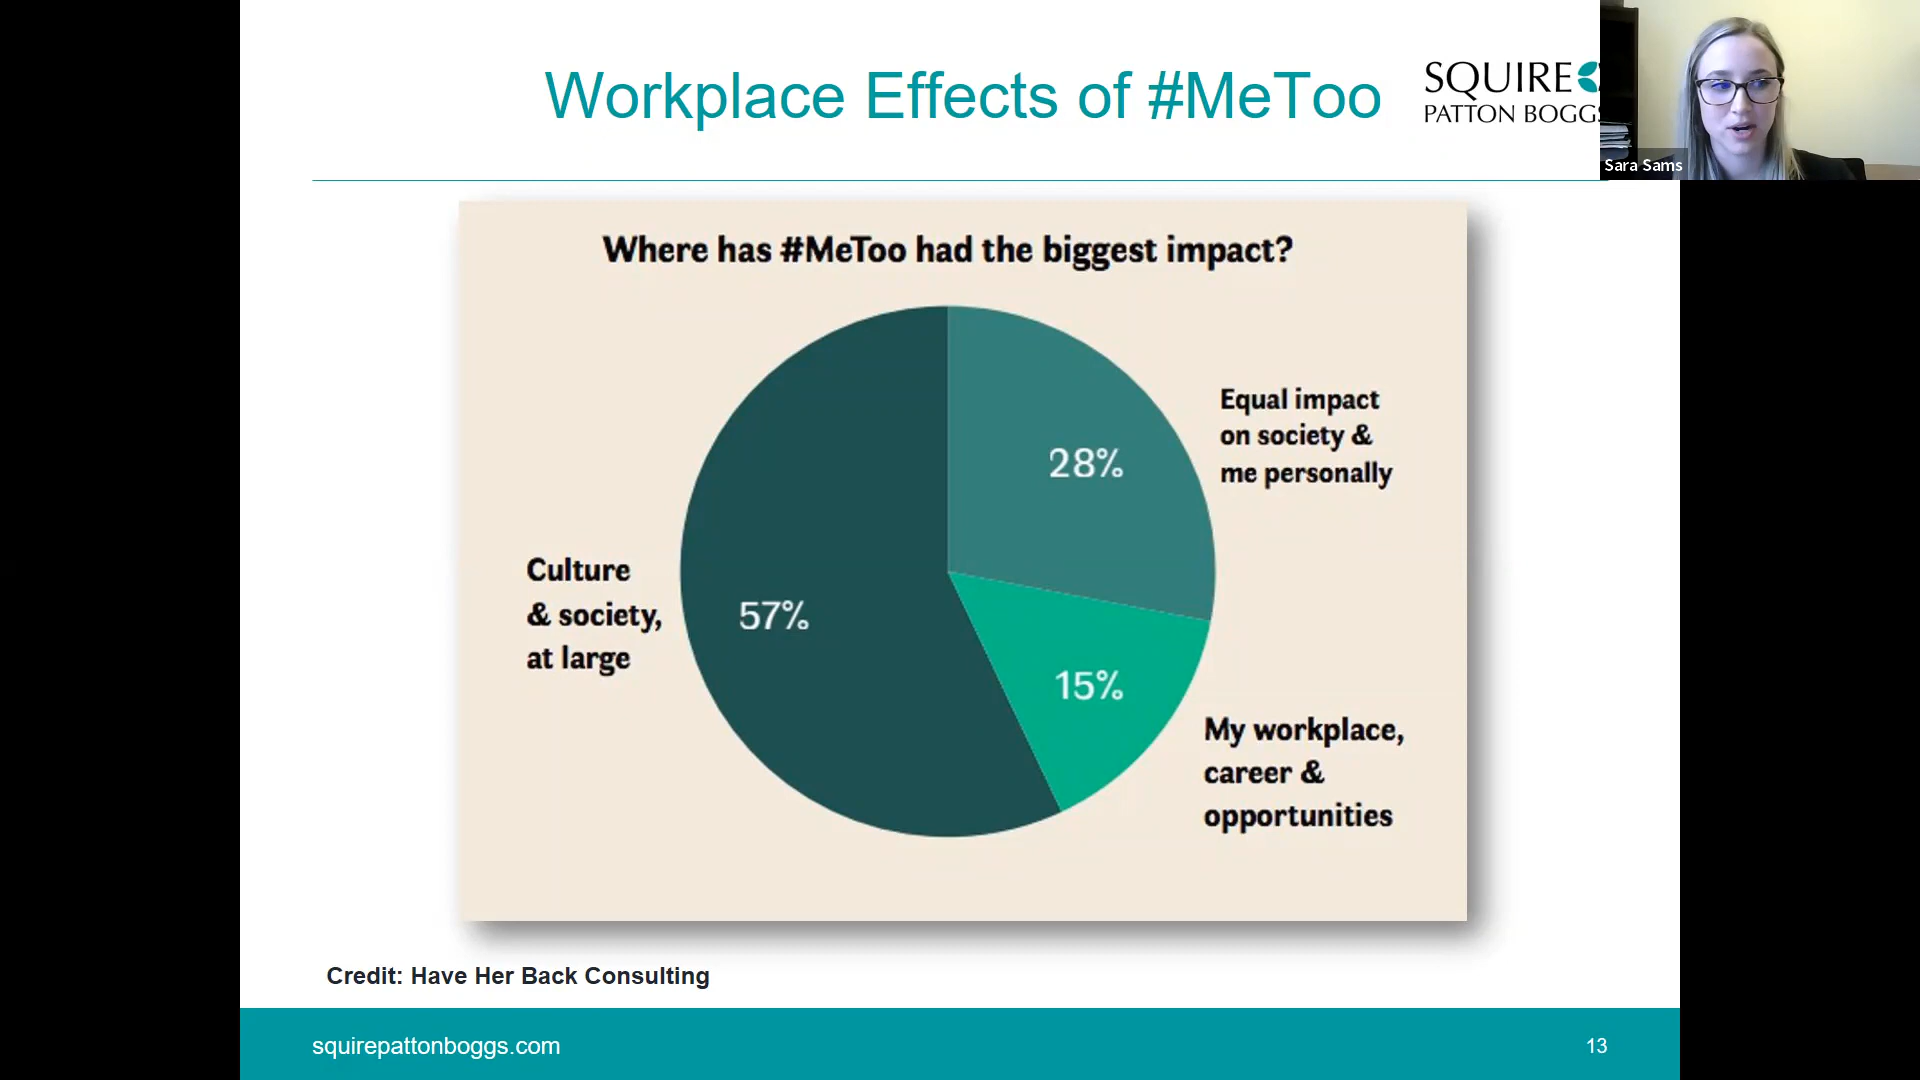 Workplace Effects of #MeToo
SQUIRE
PATTON BOGGS
Sara Sams
Where has #MeToo had the biggest impact?
Equal impact
on society &
me personally
28%
Culture
& society,
at large
57%
15%
My workplace,
career &
opportunities
Credit: Have Her Back Consulting
squirepattonboggs.com
13